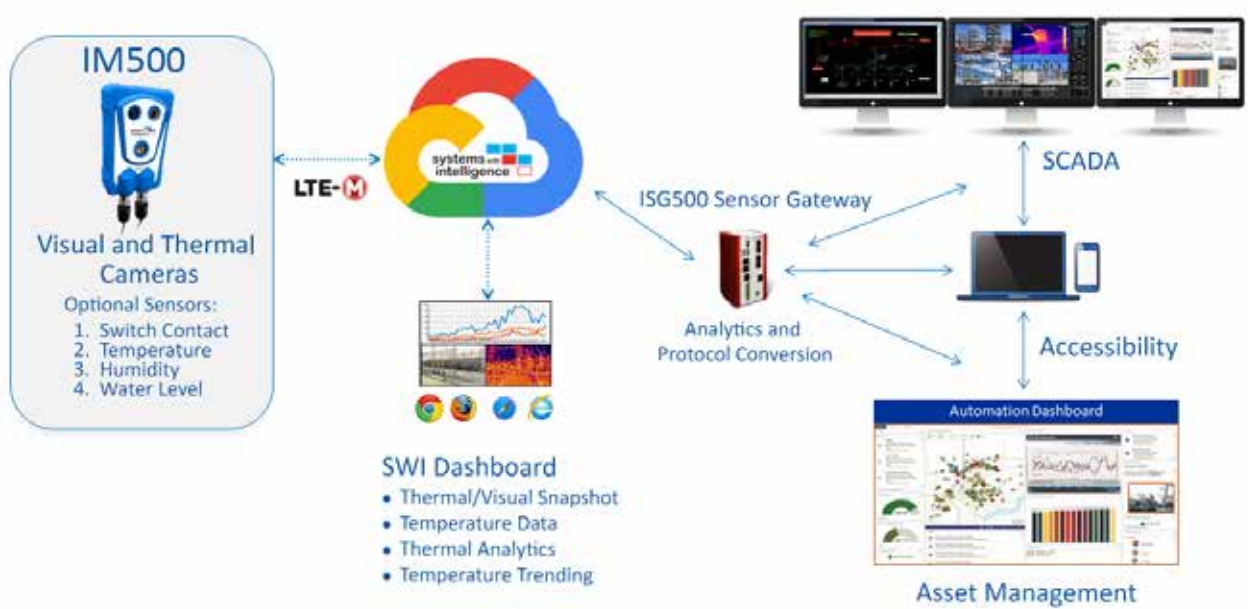 IM500
Visual and Thermal
Cameras
Optional Sensors:
1. Switch Contact
2. Temperature
3. Humidity
4. Water Level
LTE-M
systems with
intelligence
SWI Dashboard
• Thermal/Visual Snapshot
• Temperature Data
• Thermal Analytics
• Temperature Trending
ISG500 Sensor Gateway
Analytics and
Protocol Conversion
SCADA
Accessibility
Automation Dashboard
Asset Management